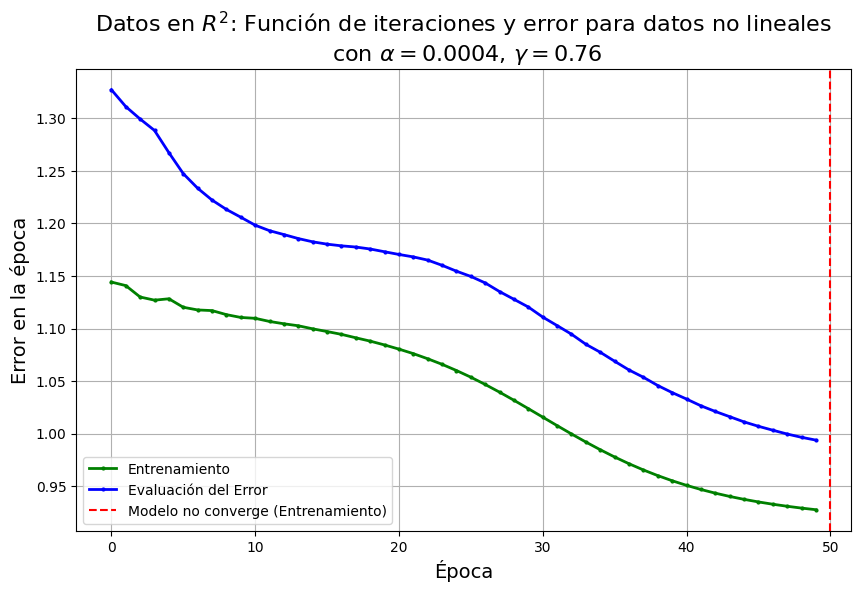 Datos en $R^2$: Función de iteraciones y error para datos no lineales
con $\alpha = 0.0004$, $\gamma = 0.76$
Error en la época
1.30
1.25
1.20
1.15
1.10
1.05
1.00
0.95
Entrenamiento
Evaluación del Error
Modelo no converge (Entrenamiento)
0 10 20 30 40 50
Época